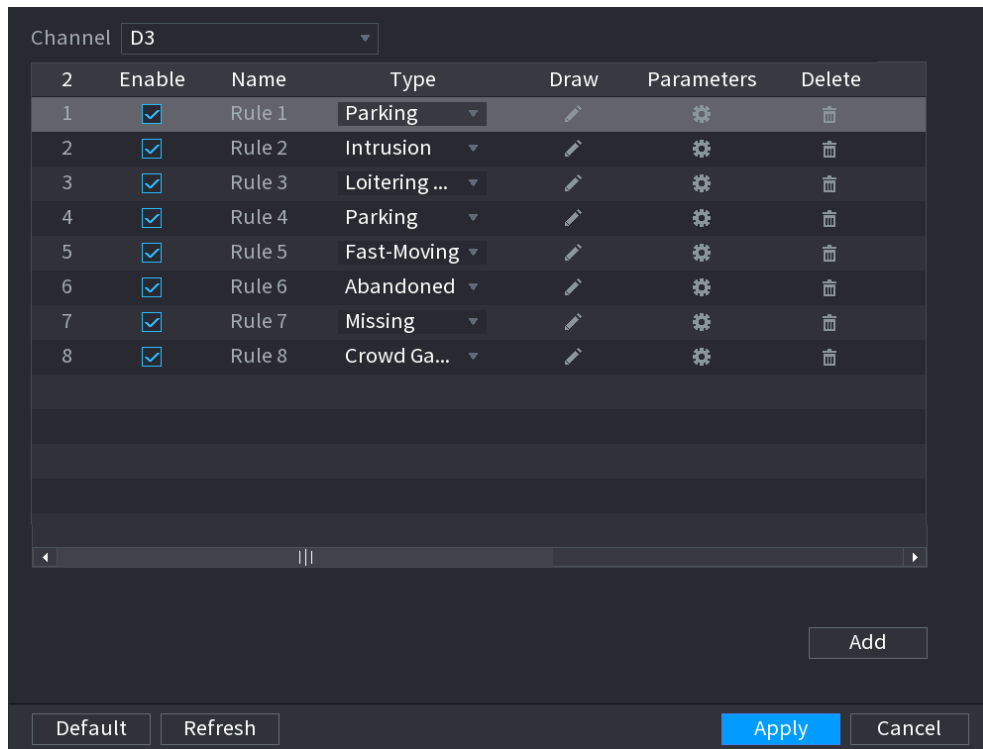 Channel D3
2 Enable Name Type Draw Parameters Delete
1 Rule 1 Parking
2 Rule 2 Intrusion
3 Rule 3 Loitering ...
4 Rule 4 Parking
5 Rule 5 Fast-Moving
6 Rule 6 Abandoned
7 Rule 7 Missing
8 Rule 8 Crowd Ga...
Add
Default Refresh Apply Cancel